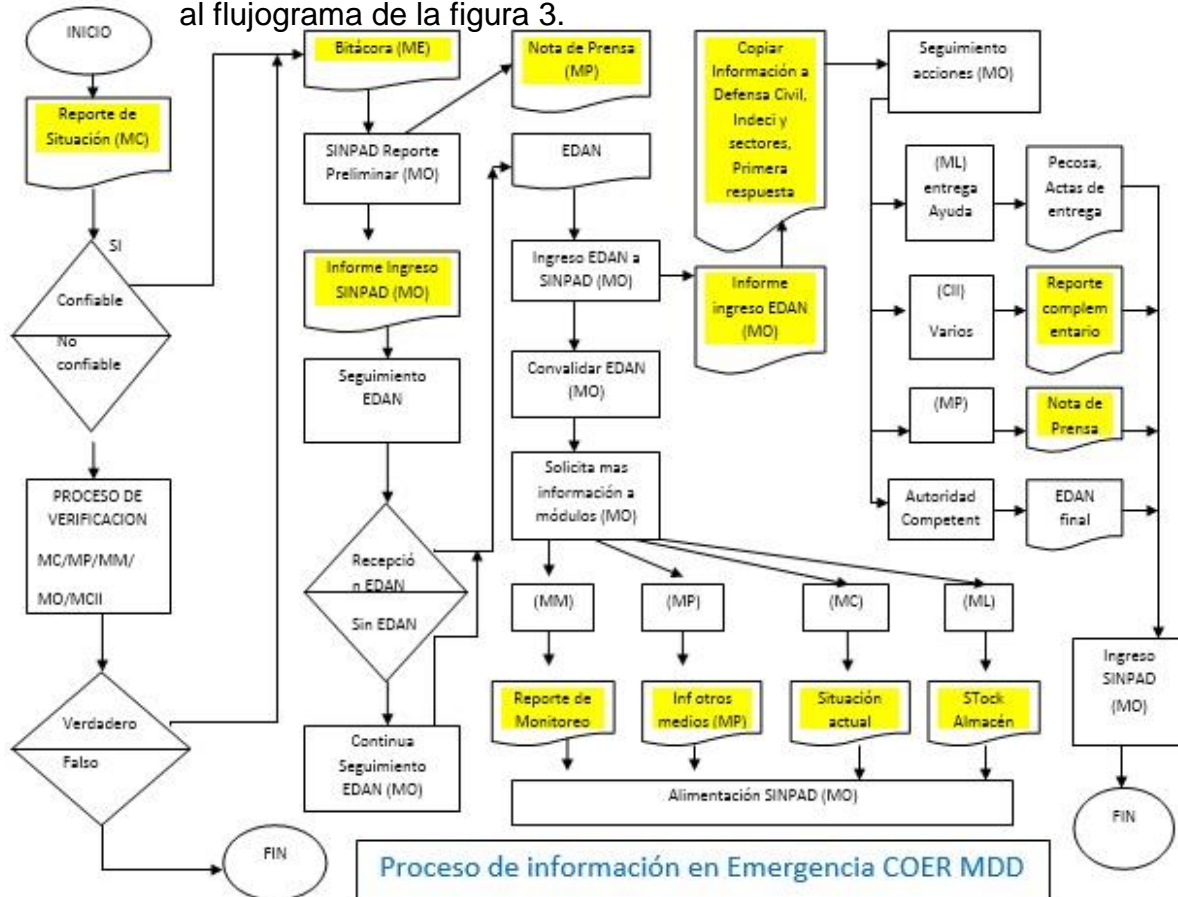 al flujograma de la figura 3.
INICIO
Reporte de
Situación (MC)
SI
Confiable
No
confiable
PROCESO DE
VERIFICACION
MC/MP/MM/
MO/MCII
Verdadero
Falso
FIN
Bitácora (ME)
SINPAD Reporte
Preliminar (MO)
Informe Ingreso
SINPAD (MO)
Seguimiento
EDAN
Recepció
n EDAN
Sin EDAN
Continua
Seguimiento
EDAN (MO)
Nota de Prensa
(MP)
EDAN
Ingreso EDAN a
SINPAD (MO)
Convalidar EDAN
(MO)
Solicita mas
información a
módulos (MO)
(MM)
(MP)
(MC)
(ML)
Reporte de
Monitoreo
Inf otros
medios (MP)
Situación
actual
STock
Almacén
Alimentación SINPAD (MO)
Copiar
Información a
Defensa Civil,
Indeci y
sectores,
Primera
respuesta
Informe
ingreso EDAN
(MO)
Seguimiento
acciones (MO)
(ML)
entrega
Ayuda
Pecosa,
Actas de
entrega
(CII)
Varios
Reporte
complem
entario
(MP)
Nota de
Prensa
Autoridad
Competent
EDAN
final
Ingreso
SINPAD
(MO)
FIN
Proceso de información en Emergencia COER MDD